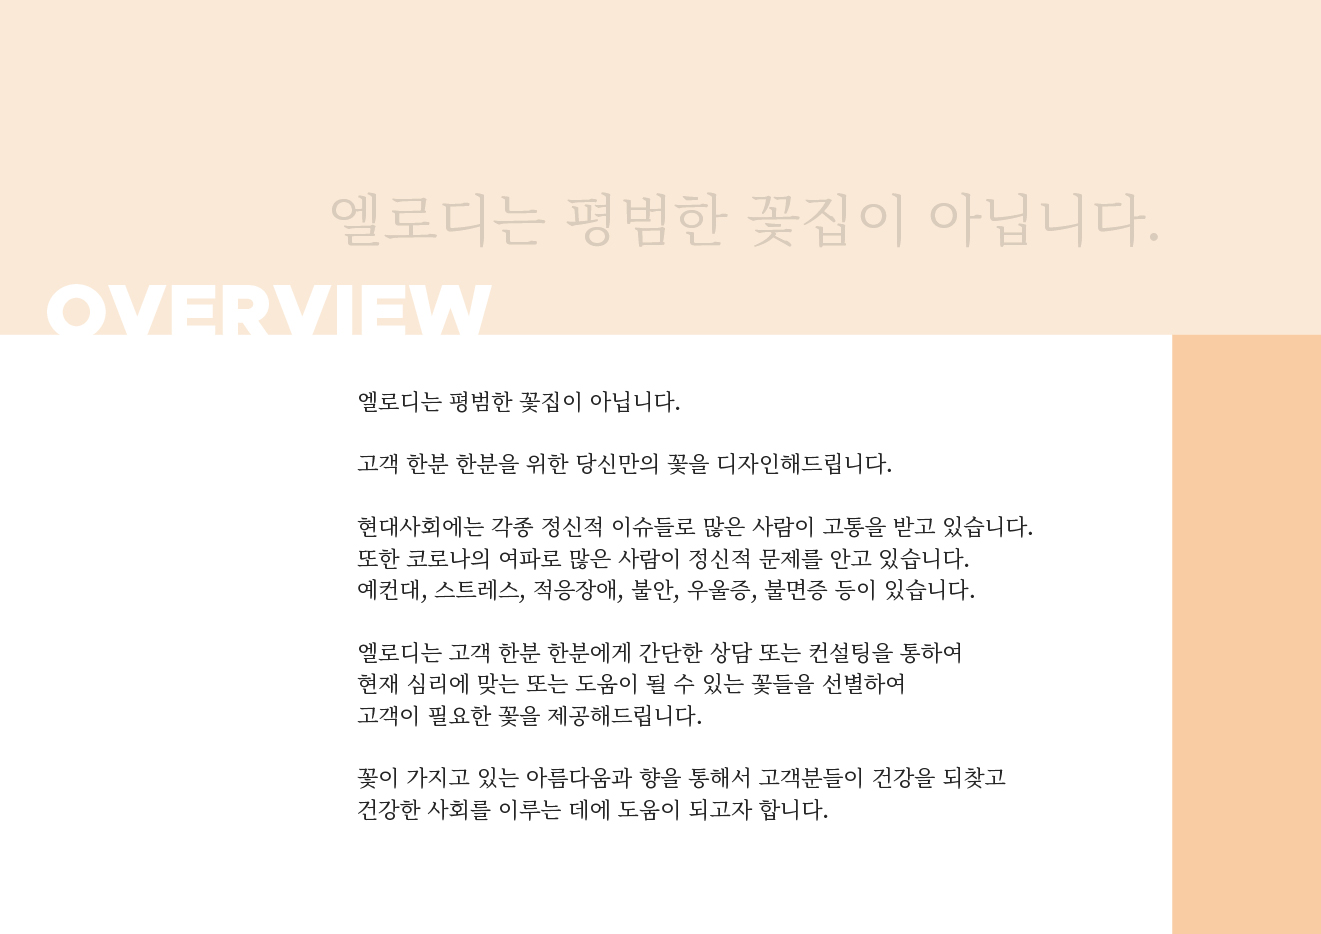 엘로디는 평범한 꽃집이 아닙니다.
OVERVIEW
엘로디는 평범한 꽃집이 아닙니다.
고객 한분 한분을 위한 당신만의 꽃을 디자인해드립니다.
현대사회에는 각종 정신적 이슈들로 많은 사람이 고통을 받고 있습니다.
또한 코로나의 여파로 많은 사람이 정신적 문제를 안고 있습니다.
예컨대, 스트레스, 적응장애, 불안, 우울증, 불면증 등이 있습니다.
엘로디는 고객 한분 한분에게 간단한 상담 또는 컨설팅을 통하여
현재 심리에 맞는 또는 도움이 될 수 있는 꽃들을 선별하여
고객이 필요한 꽃을 제공해드립니다.
꽃이 가지고 있는 아름다움과 향을 통해서 고객분들이 건강을 되찾고
건강한 사회를 이루는 데에 도움이 되고자 합니다.